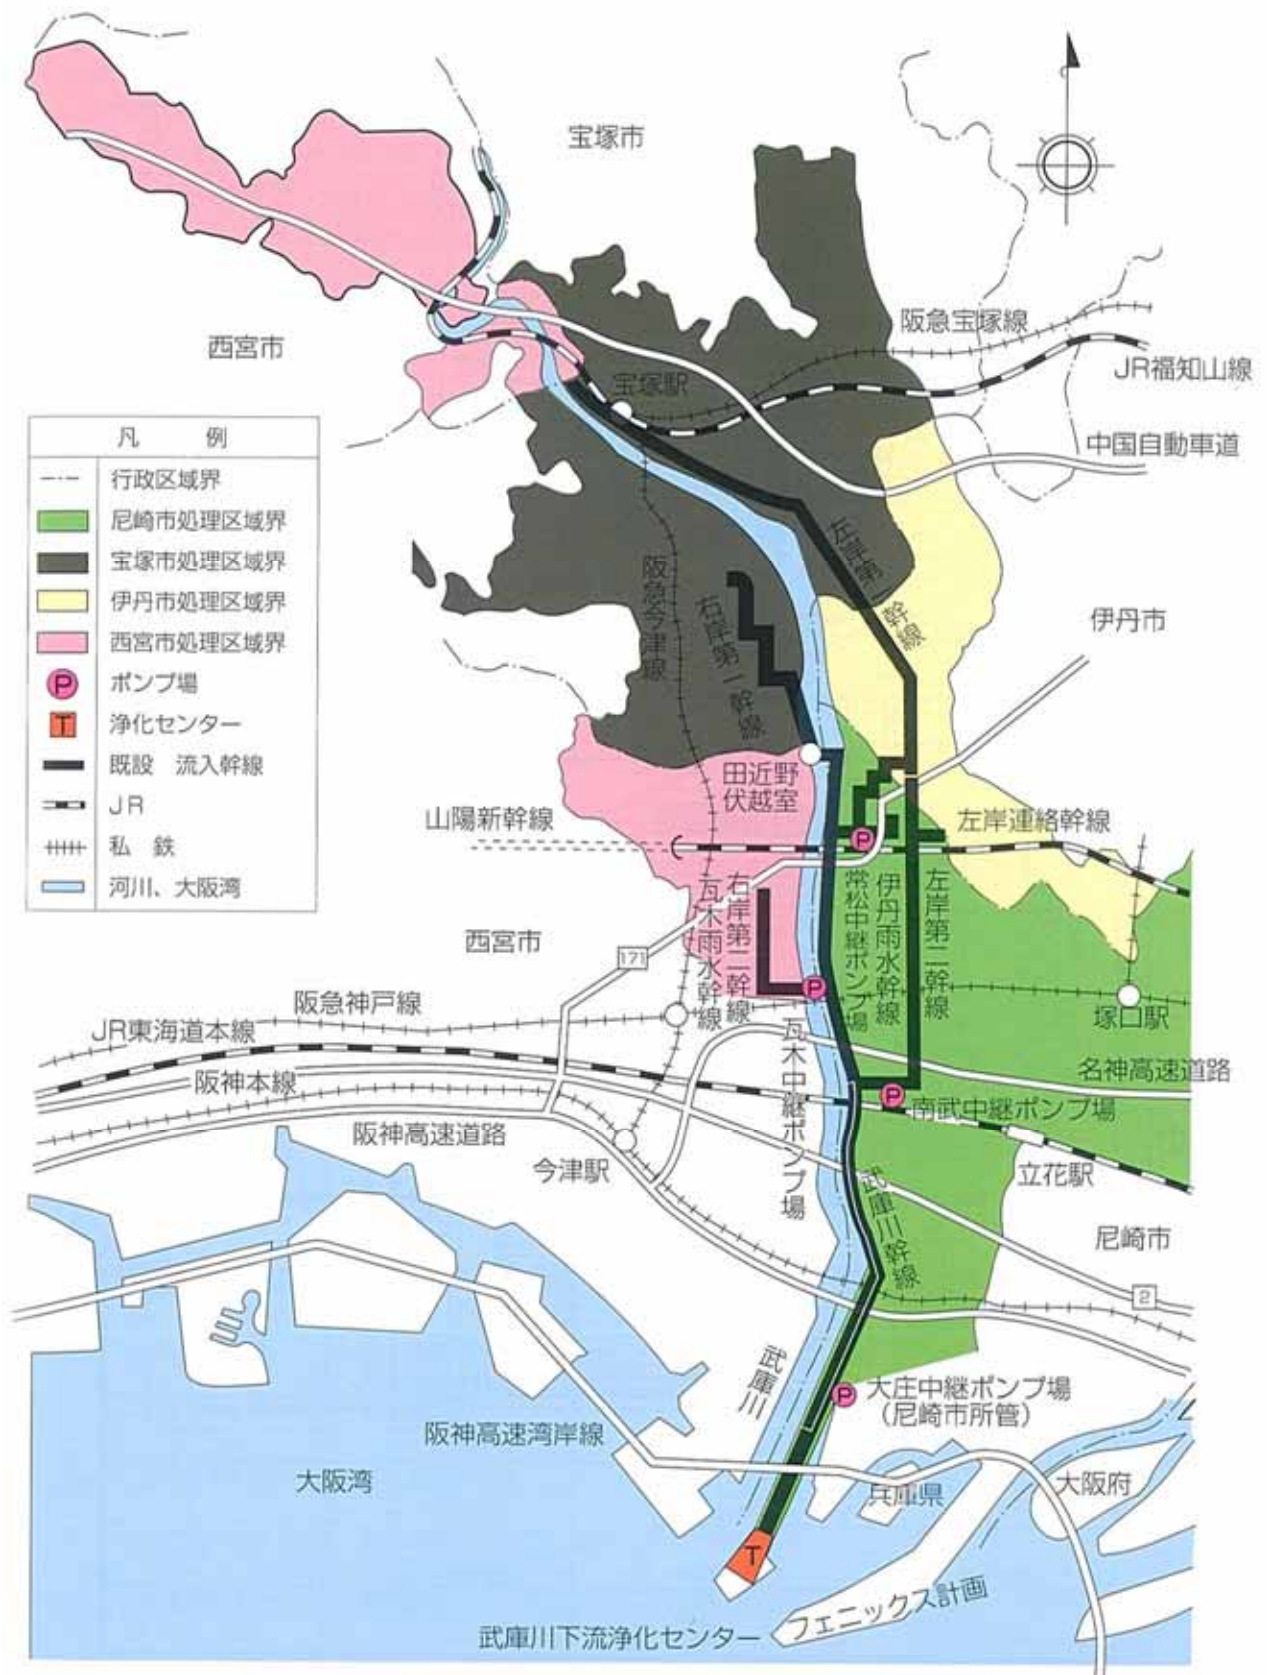 宝塚市
阪急宝塚線
西宮市
JR福知山線
宝塚駅
中国自動車道
凡 例
行政区域界
尼崎市処理区域界
宝塚市処理区域界
伊丹市処理区域界
西宮市処理区域界
P ポンプ場
T 浄化センター
既設 流入幹線
JR
私 鉄
河川、大阪湾
左岸第一幹線
阪急今津線
右岸第一幹線
伊丹市
田近野
伏越室
山陽新幹線
左岸連絡幹線
P
瓦木雨水幹線
右岸第二幹線
常松中継ポンプ場
伊丹雨水幹線
左岸第二幹線
西宮市
171
P
阪急神戸線
塚口駅
JR東海道本線
瓦木中継ポンプ場
名神高速道路
阪神本線
P
南武中継ポンプ場
阪神高速道路
今津駅
立花駅
武庫川幹線
尼崎市
2
武庫川
P
大庄中継ポンプ場
(尼崎市所管)
阪神高速湾岸線
大阪湾
兵庫県
大阪府
T
フェニックス計画
武庫川下流浄化センター